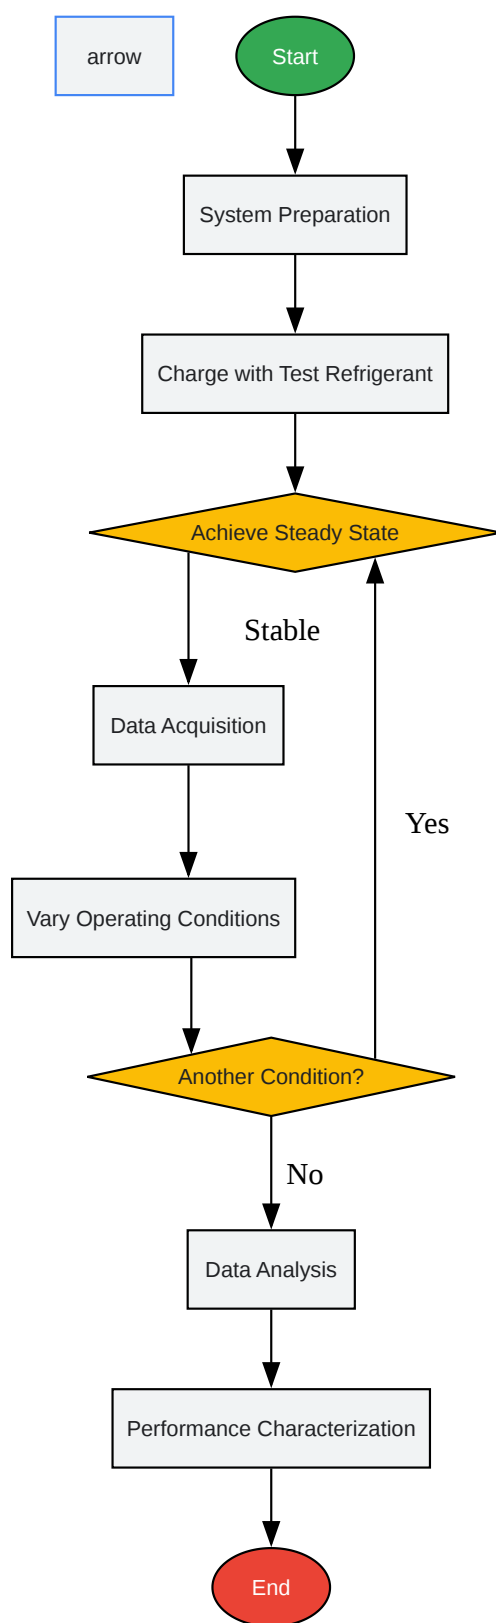 arrow
Start
System Preparation
Charge with Test Refrigerant
Achieve Steady State
Stable
Data Acquisition
Yes
Vary Operating Conditions
Another Condition?
No
Data Analysis
Performance Characterization
End